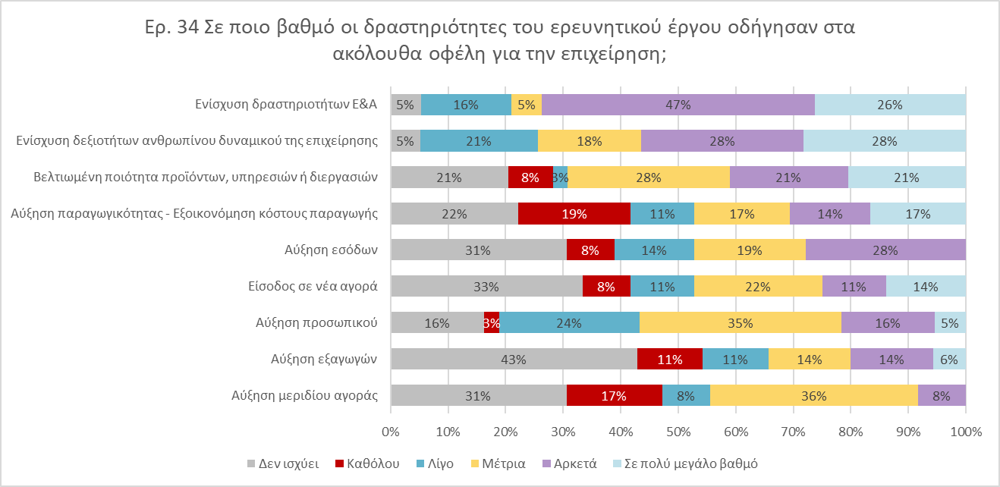 Ερ. 34 Σε ποιο βαθμό οι δραστηριότητες του ερευνητικού έργου οδήγησαν στα
ακόλουθα οφέλη για την επιχείρηση;
Ενίσχυση δραστηριοτήτων Ε&Α 5% 16% 5% 47% 26%
Ενίσχυση δεξιοτήτων ανθρωπίνου δυναμικού της επιχείρησης 5% 21% 18% 28% 28%
Βελτιωμένη ποιότητα προϊόντων, υπηρεσιών ή διεργασιών 21% 8% 3% 28% 21% 21%
Αύξηση παραγωγικότητας - Εξοικονόμηση κόστους παραγωγής 22% 19% 11% 17% 14% 17%
Αύξηση εσόδων 31% 8% 14% 19% 28%
Είσοδος σε νέα αγορά 33% 8% 11% 22% 11% 14%
Αύξηση προσωπικού 16% 3% 24% 35% 16% 5%
Αύξηση εξαγωγών 43% 11% 11% 14% 14% 6%
Αύξηση μεριδίου αγοράς 31% 17% 8% 36% 8%
0% 10% 20% 30% 40% 50% 60% 70% 80% 90% 100%
Δεν ισχύει Καθόλου Λίγο Μέτρια Αρκετά Σε πολύ μεγάλο βαθμό